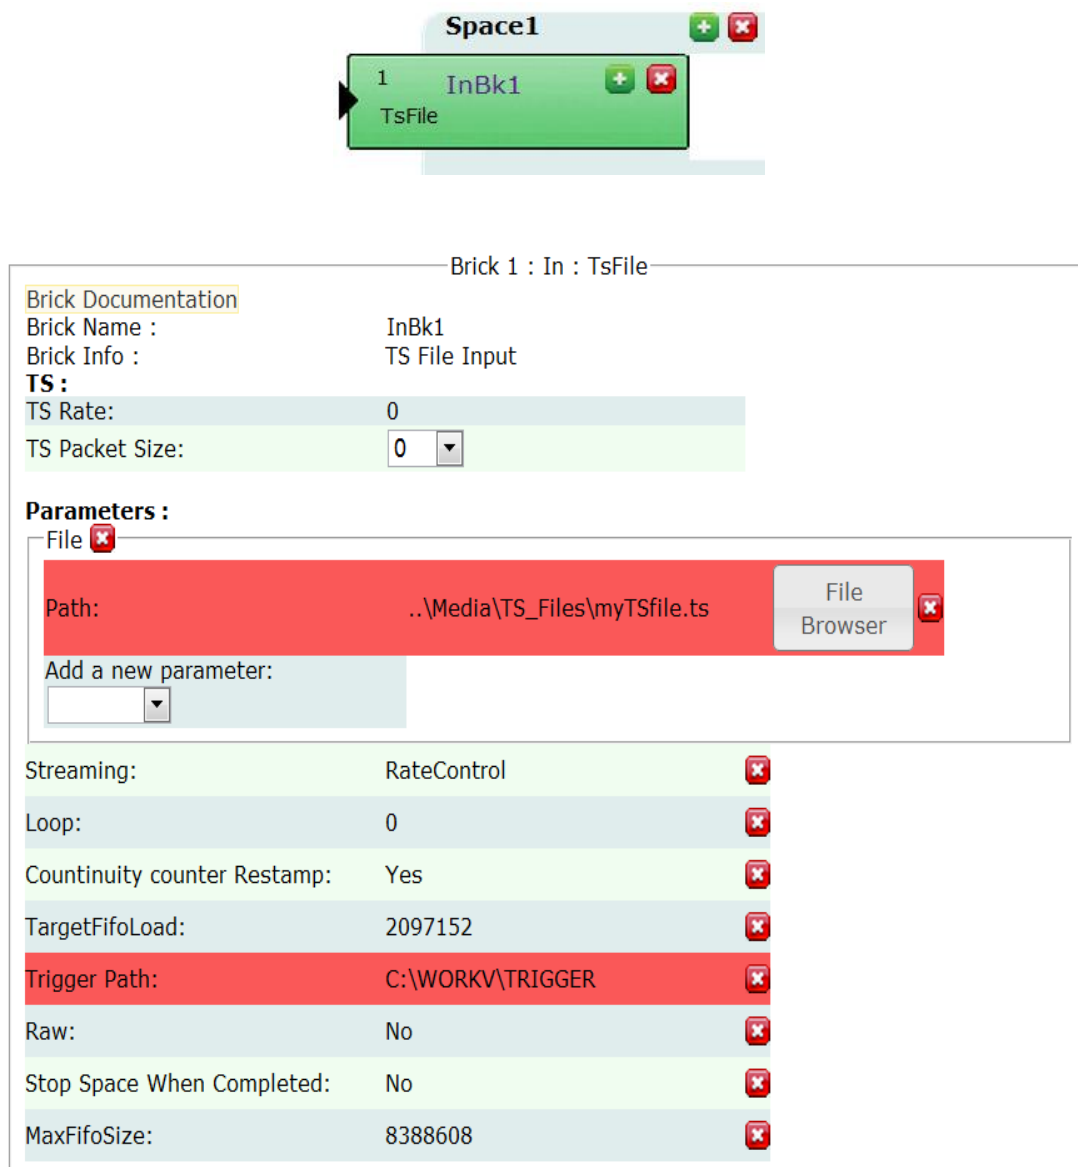 Space1
1 InBk1
TsFile
Brick 1 : In : TsFile
Brick Documentation
Brick Name : InBk1
Brick Info : TS File Input
TS :
TS Rate: 0
TS Packet Size: 0
Parameters :
File
Path: ..\Media\TS_Files\myTSfile.ts File Browser
Add a new parameter:
Streaming: RateControl
Loop: 0
Countinuity counter Restamp: Yes
TargetFifoLoad: 2097152
Trigger Path: C:\WORKV\TRIGGER
Raw: No
Stop Space When Completed: No
MaxFifoSize: 8388608